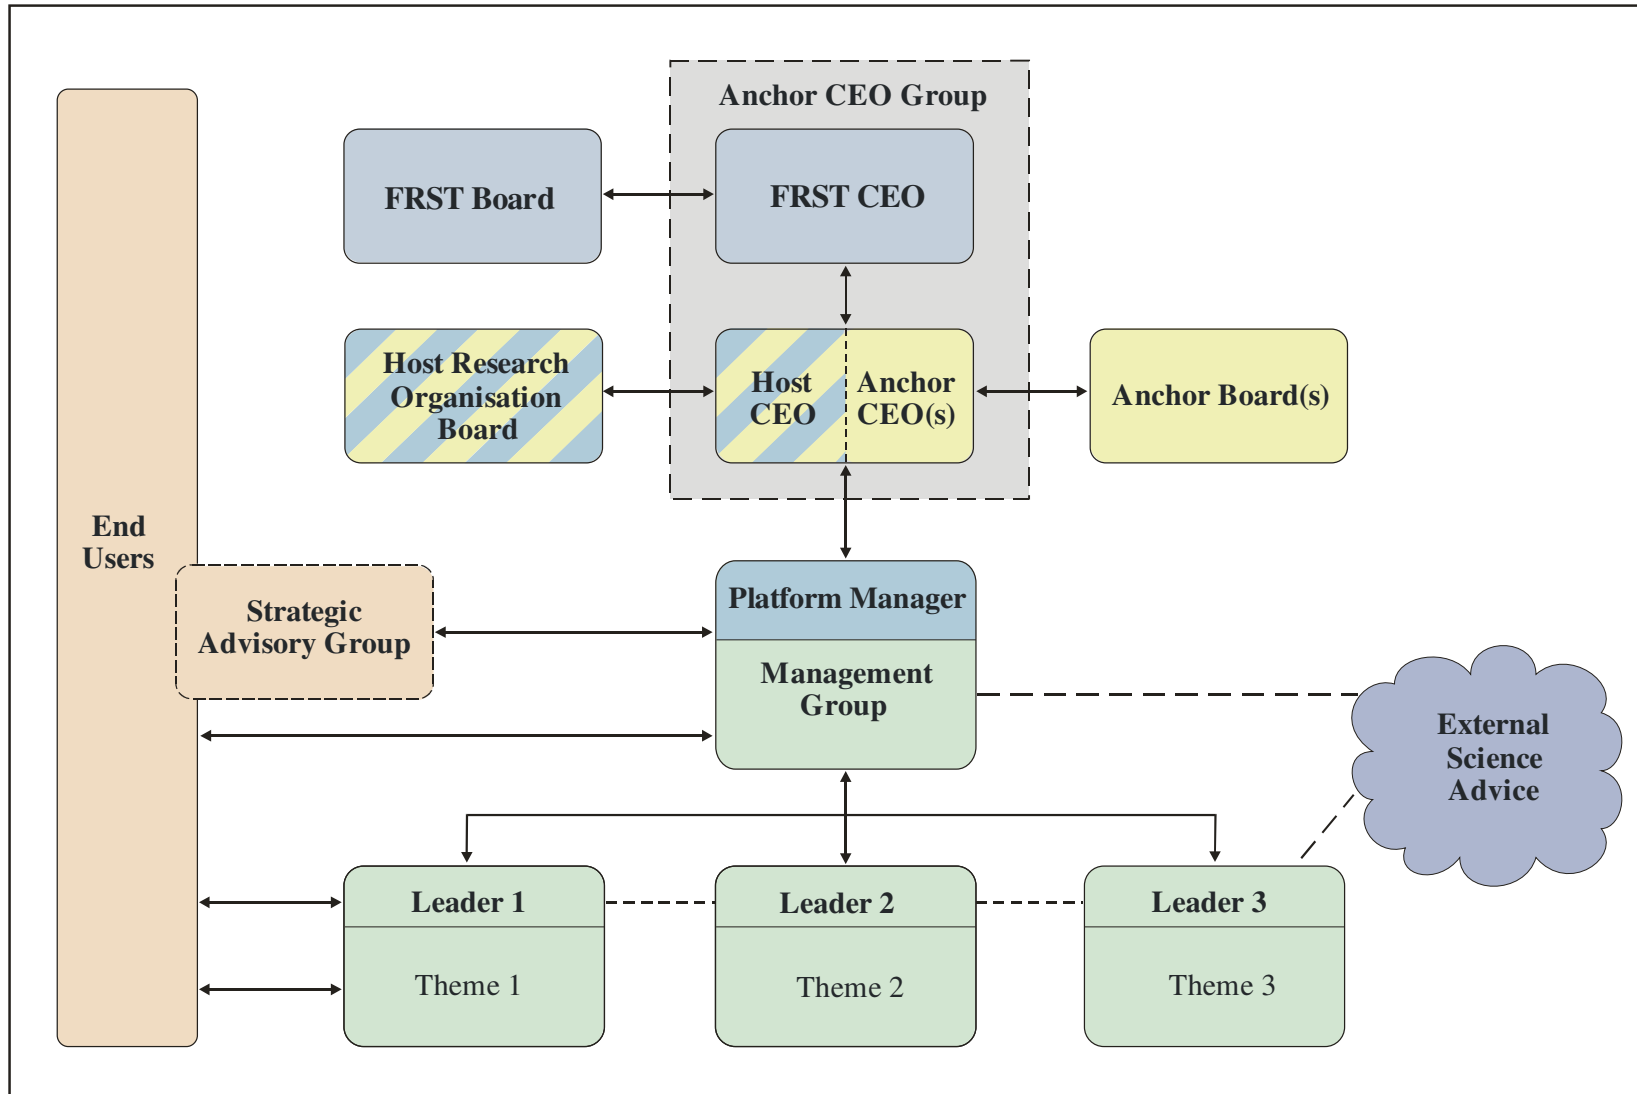 Anchor CEO Group
FRST Board
FRST CEO
Host Research
Organisation
Board
Host
CEO
Anchor
CEO(s)
Anchor Board(s)
End
Users
Strategic
Advisory Group
Platform Manager
Management
Group
External
Science
Advice
Leader 1
Leader 2
Leader 3
Theme 1
Theme 2
Theme 3